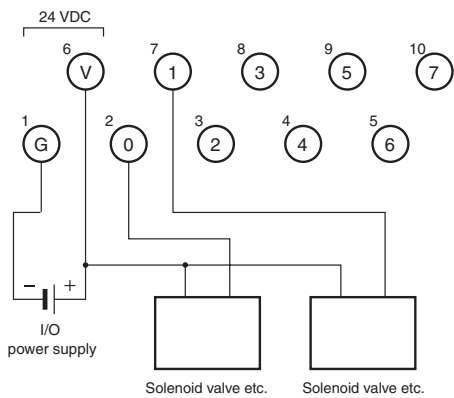 24 VDC
6 7 8 9 10
V 1 3 5 7
1 2 3 4 5
G 0 2 4 6
− +
I/O
power supply
Solenoid valve etc. Solenoid valve etc.